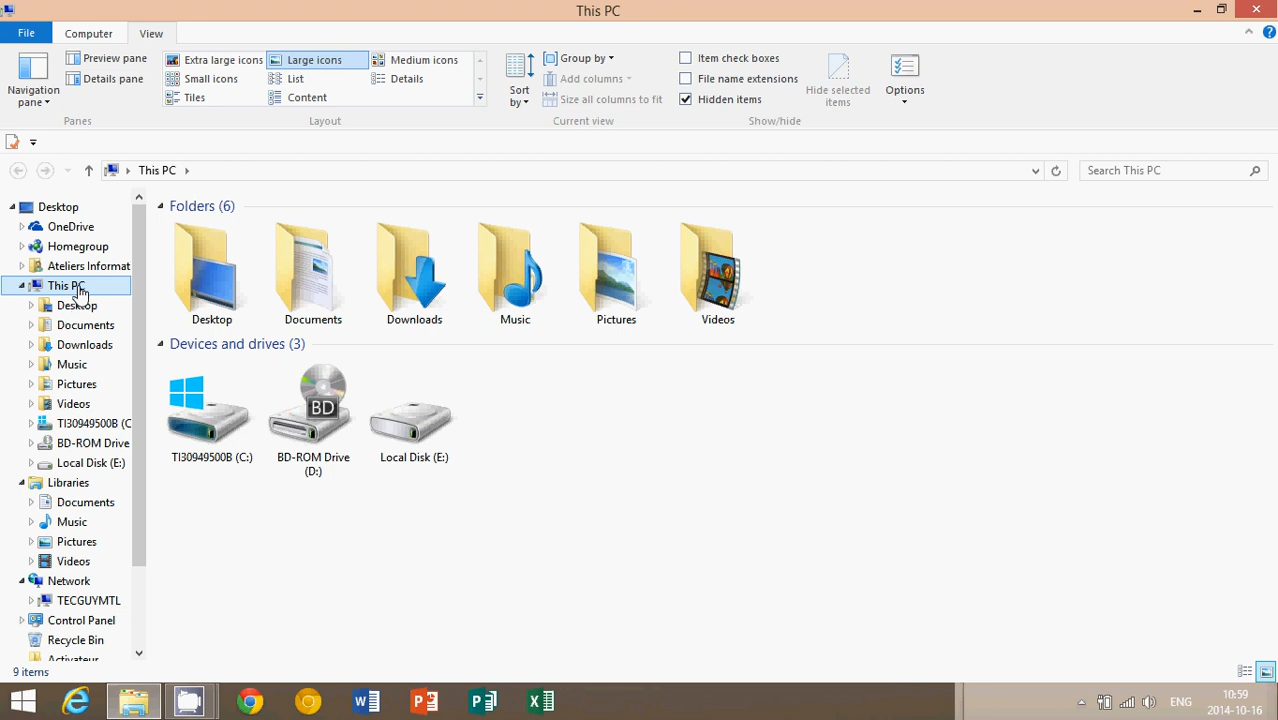 This PC
File Computer View
Navigation pane
Preview pane
Details pane
Panes
Extra large icons Large icons Medium icons
Small icons List Details
Tiles Content
Layout
Sort by
Group by
Add columns
Size all columns to fit
Current view
Item check boxes
File name extensions
Hidden items
Hide selected items
Options
Show/hide
This PC
Search This PC
Desktop
OneDrive
Homegroup
Ateliers Informat
This PC
Desktop
Documents
Downloads
Music
Pictures
Videos
TI30949500B (C
BD-ROM Drive
Local Disk (E:)
Libraries
Documents
Music
Pictures
Videos
Network
TECGUYMTL
Control Panel
Recycle Bin
Activateur
Folders (6)
Desktop Documents Downloads Music Pictures Videos
Devices and drives (3)
BD
TI30949500B (C:) BD-ROM Drive (D:) Local Disk (E:)
9 items
ENG
10:59
2014-10-16